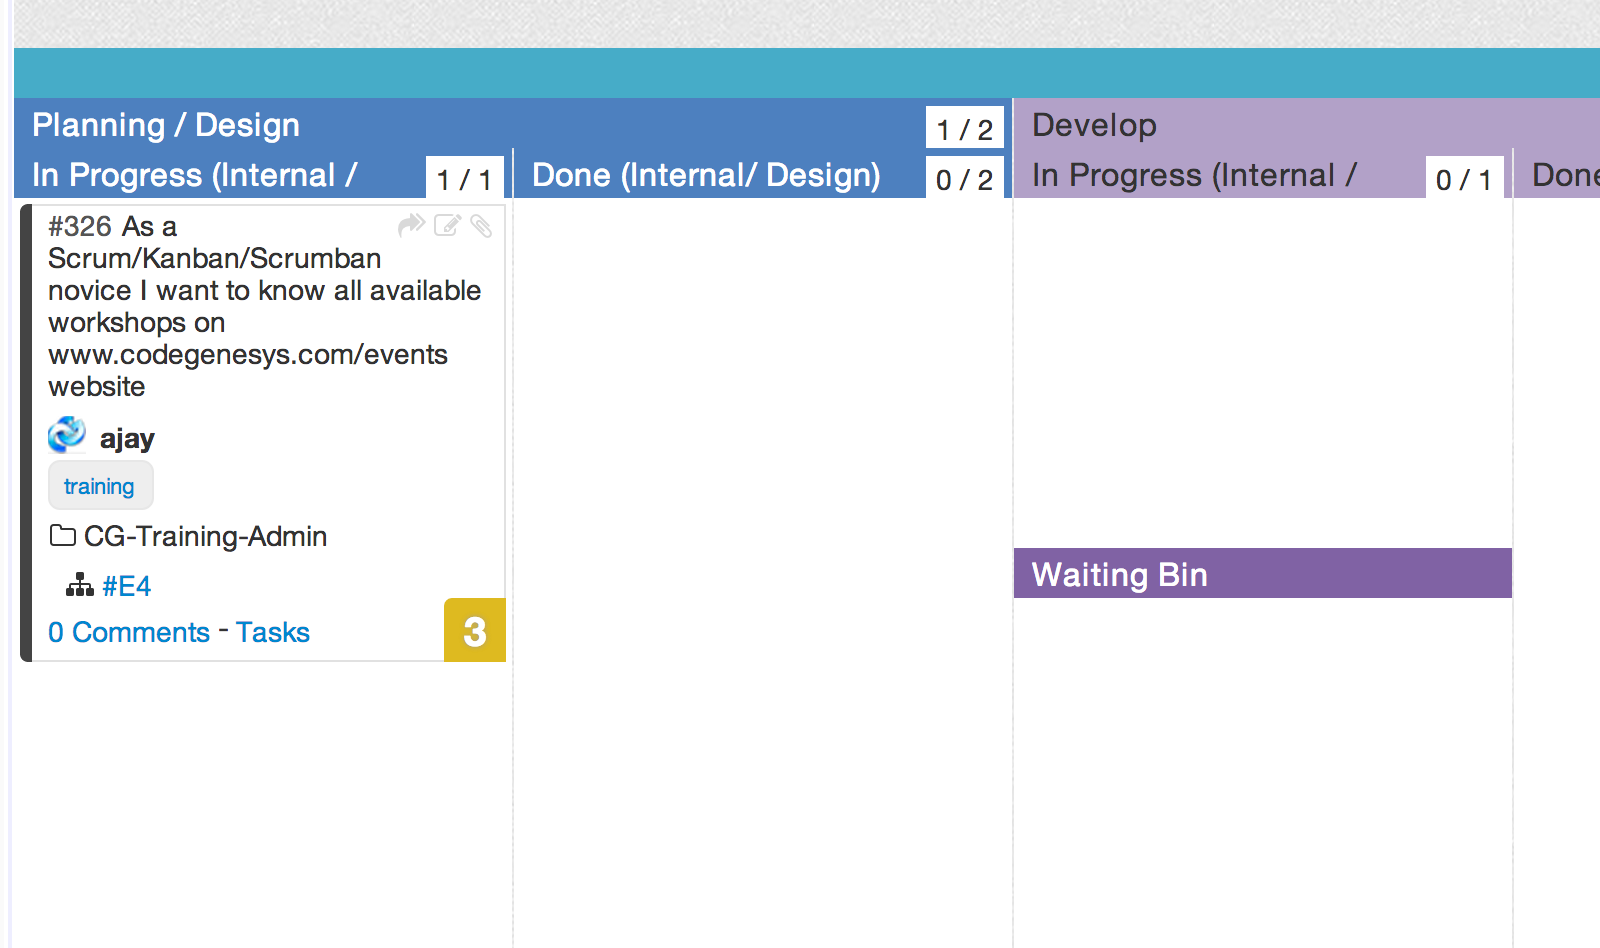 Planning / Design
1 / 2
Develop
In Progress (Internal /
1 / 1
Done (Internal/ Design)
0 / 2
In Progress (Internal /
0 / 1
#326 As a
Scrum/Kanban/Scrumban
novice I want to know all available
workshops on
www.codegenesys.com/events
website
ajay
training
CG-Training-Admin
#E4
0 Comments - Tasks
3
Waiting Bin